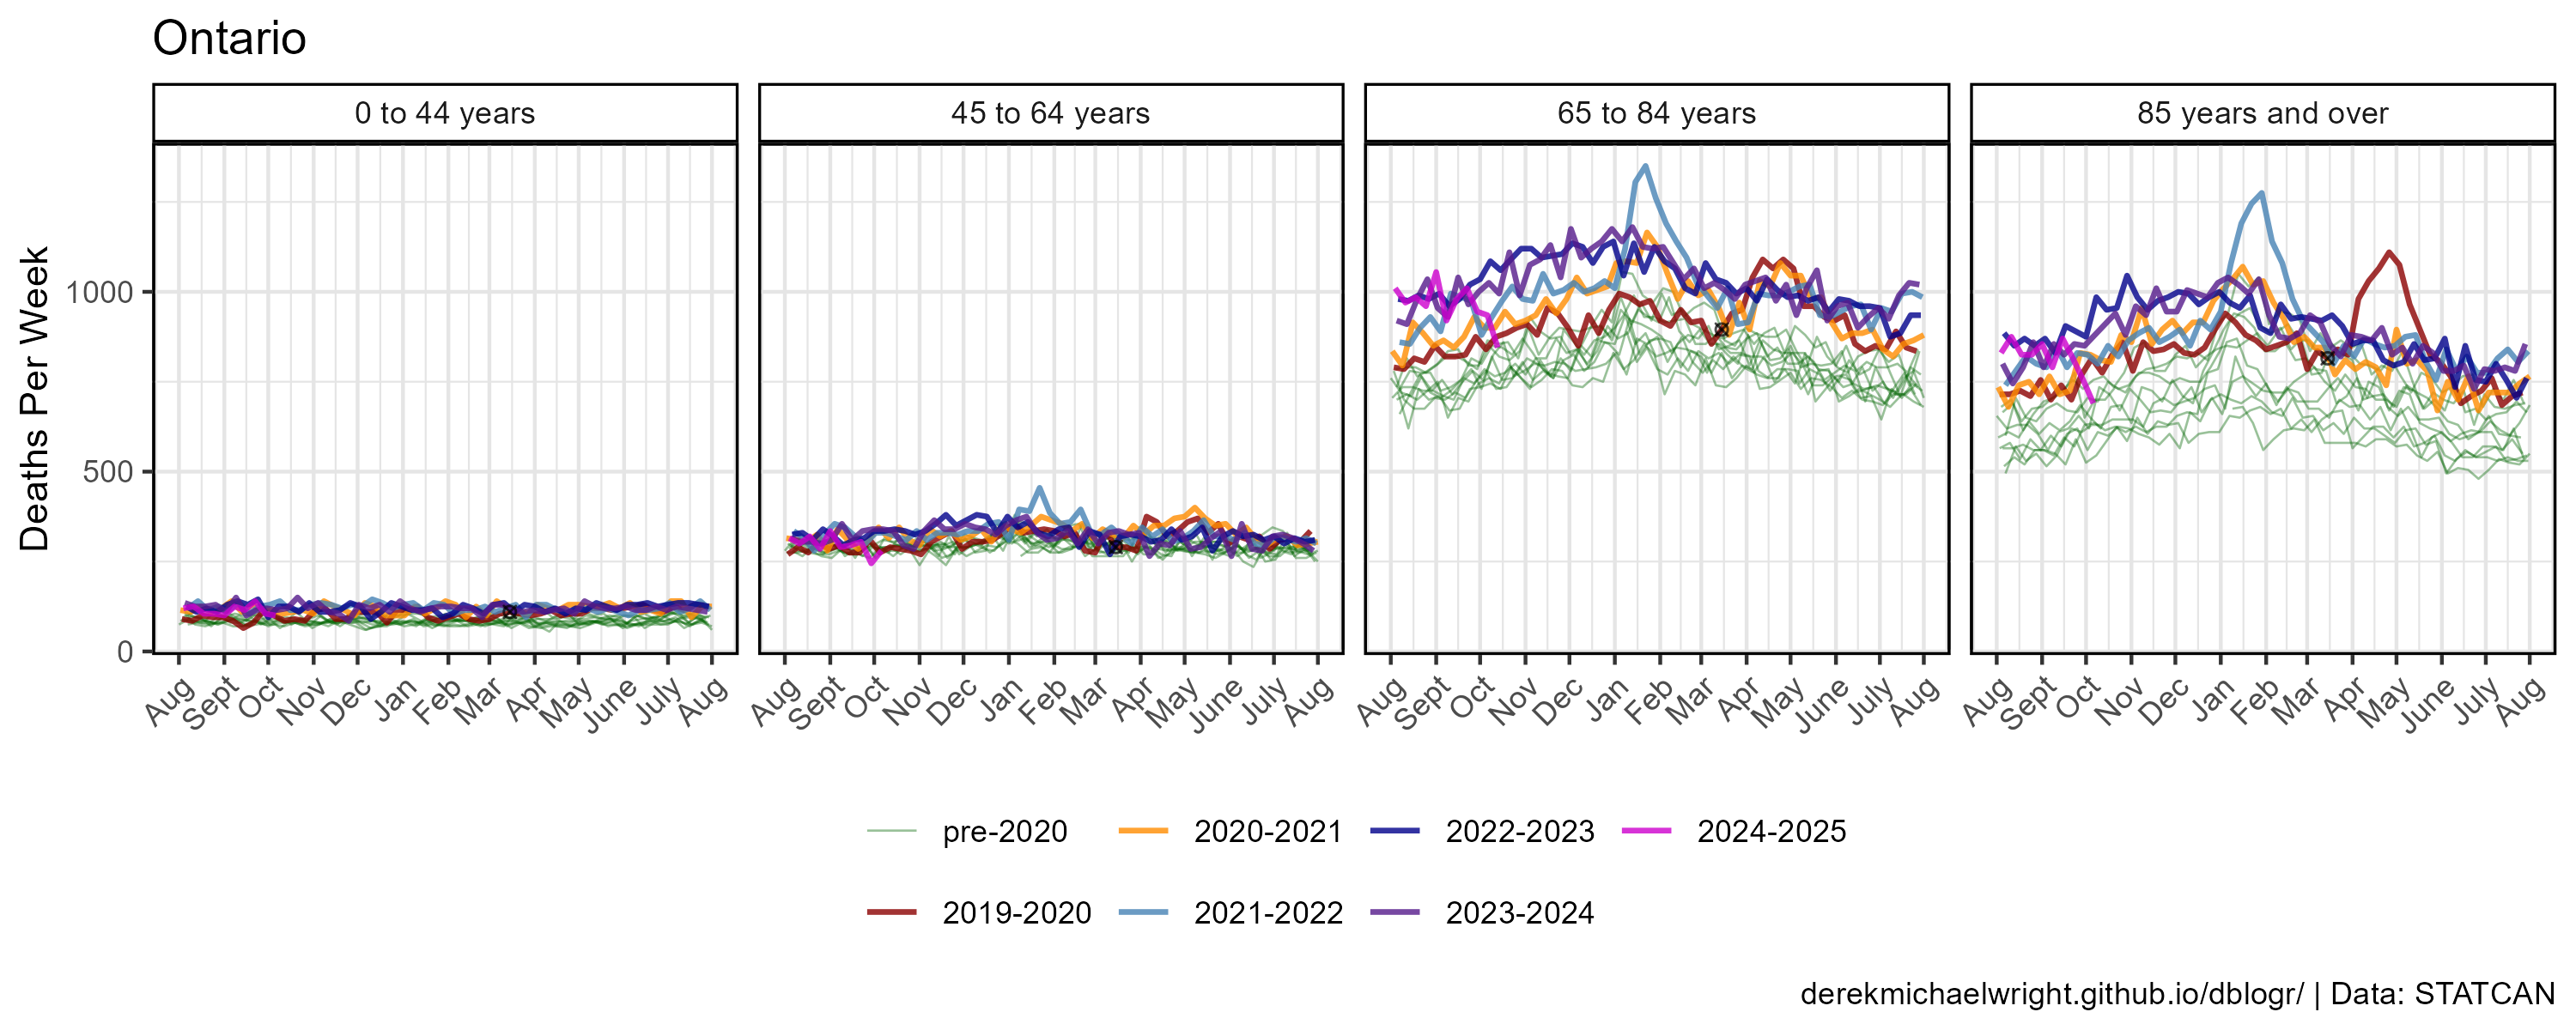 Ontario
0 to 44 years
45 to 64 years
65 to 84 years
85 years and over
Deaths Per Week
1000
500
0
Aug Sept Oct Nov Dec Jan Feb Mar Apr May June July Aug
Aug Sept Oct Nov Dec Jan Feb Mar Apr May June July Aug
Aug Sept Oct Nov Dec Jan Feb Mar Apr May June July Aug
Aug Sept Oct Nov Dec Jan Feb Mar Apr May June July Aug
pre-2020 2020-2021 2022-2023 2024-2025
2019-2020 2021-2022 2023-2024
derekmichaelwright.github.io/dblogr/ | Data: STATCAN